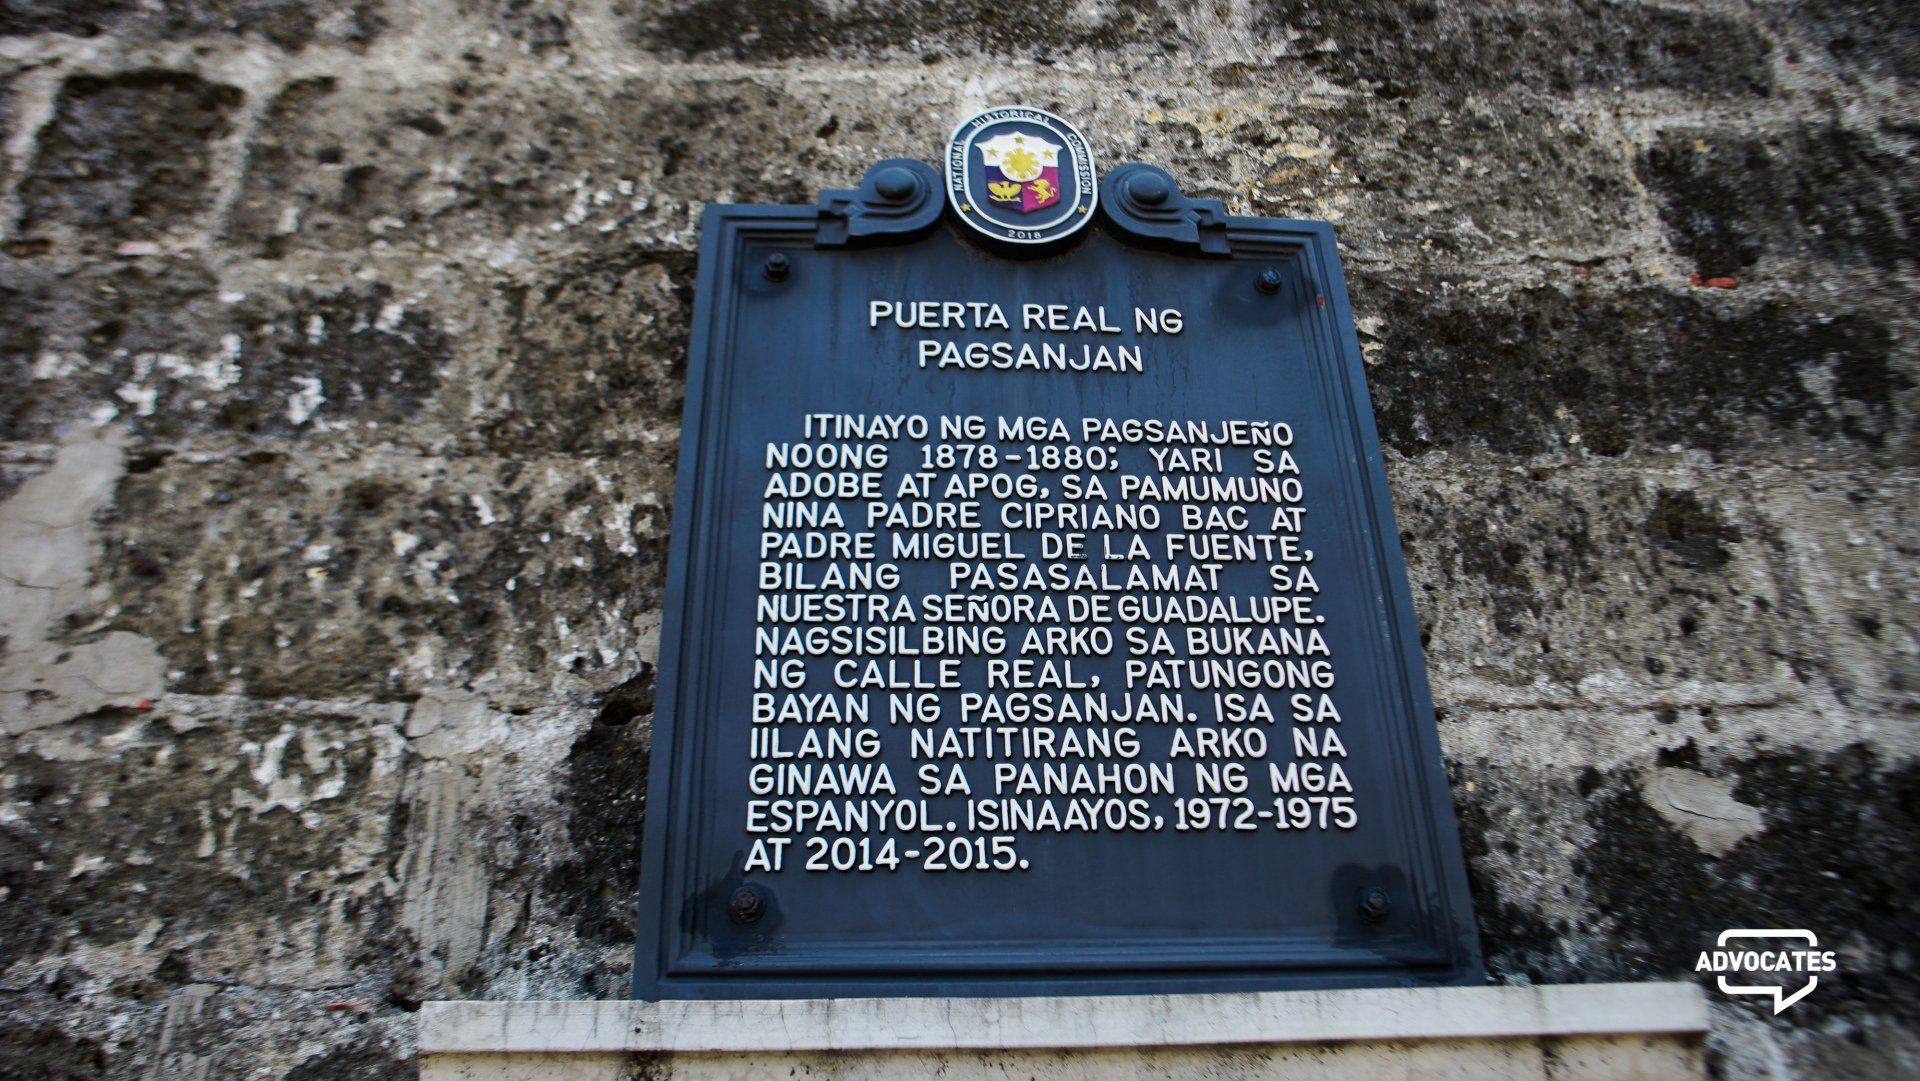 NATIONAL HISTORICAL COMMISSION
2018
PUERTA REAL NG
PAGSANJAN
ITINAYO NG MGA PAGSANJEÑO
NOONG 1878-1880; YARI SA
ADOBE AT APOG, SA PAMUMUNO
NINA PADRE CIPRIANO BAC AT
PADRE MIGUEL DE LA FUENTE,
BILANG PASASALAMAT SA
NUESTRA SEÑORA DE GUADALUPE.
NAGSISILBING ARKO SA BUKANA
NG CALLE REAL, PATUNGONG
BAYAN NG PAGSANJAN. ISA SA
IILANG NATITIRANG ARKO NA
GINAWA SA PANAHON NG MGA
ESPANYOL. ISINAAYOS, 1972-1975
AT 2014-2015.
ADVOCATES